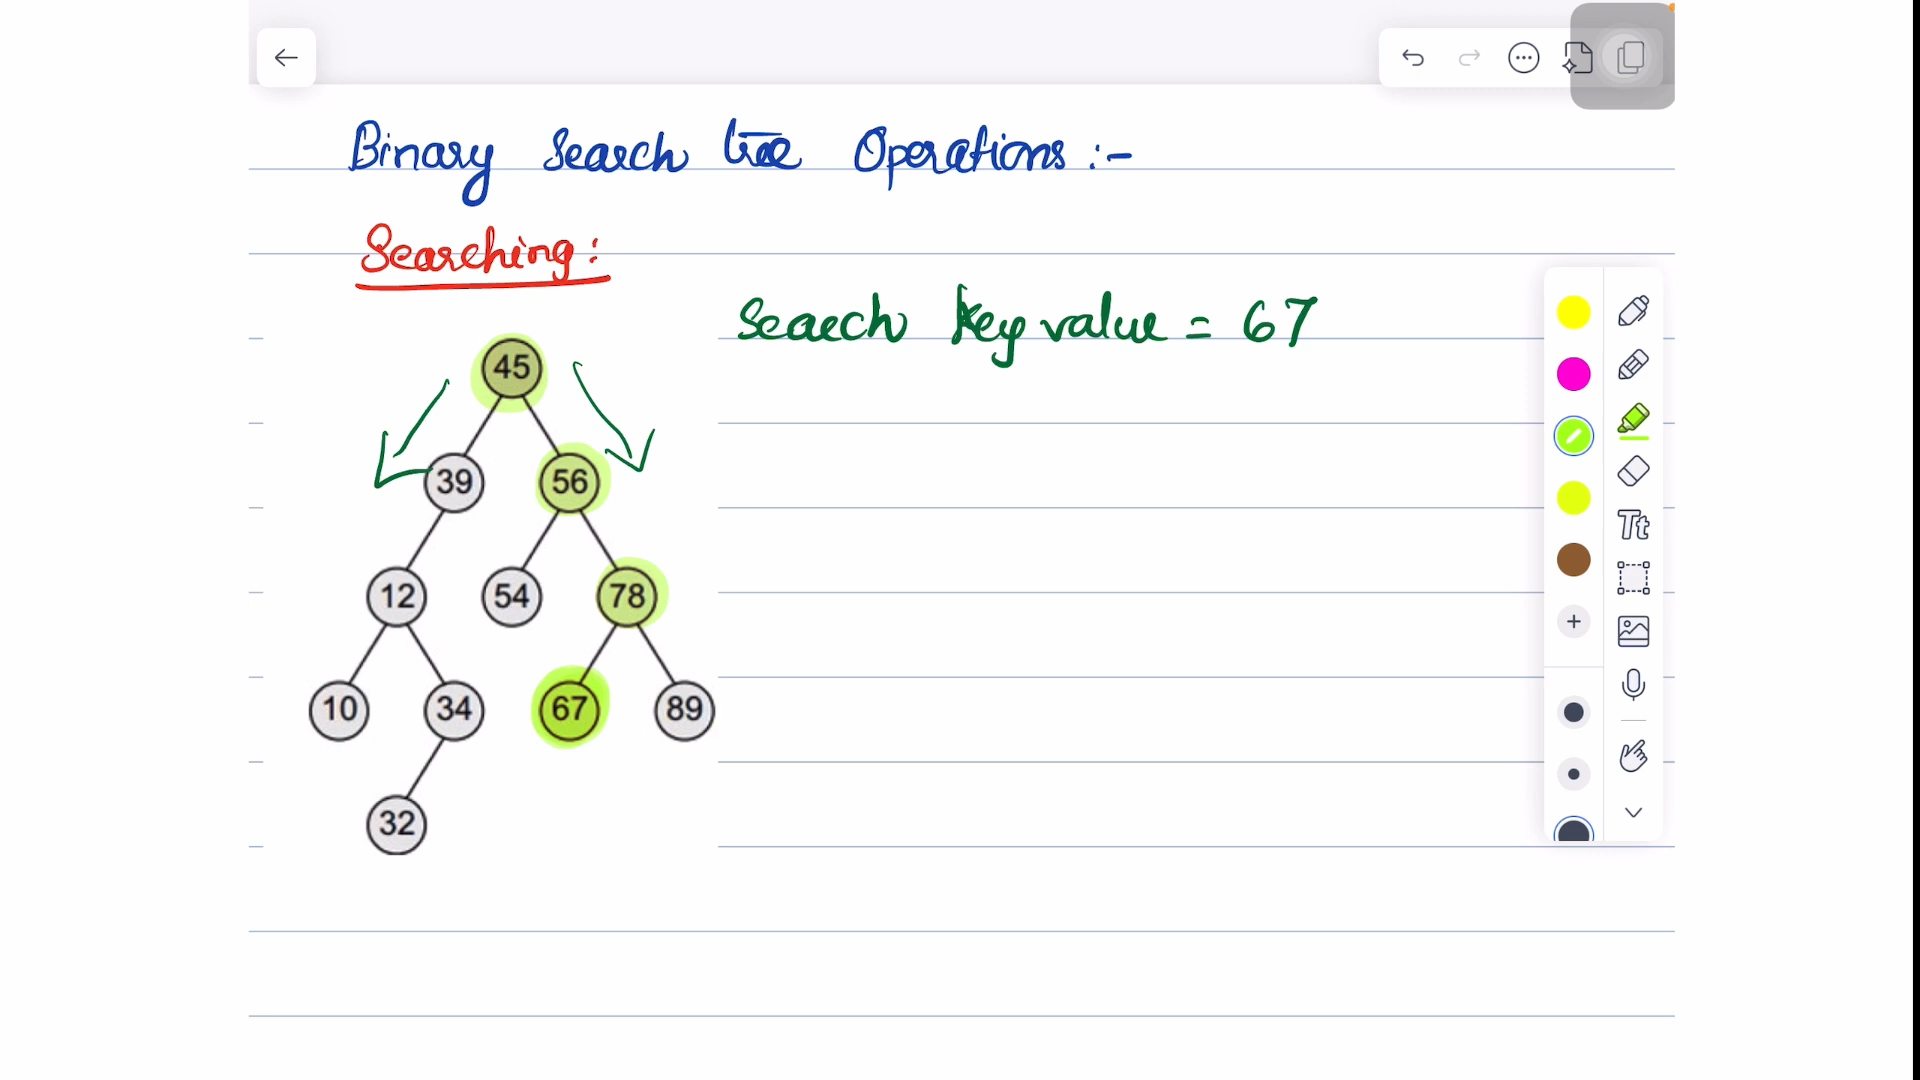 Binary Search tree Operations :-
Searching :
Search key value = 67
45
39 56
12 54 78
10 34 67 89
32
Tt